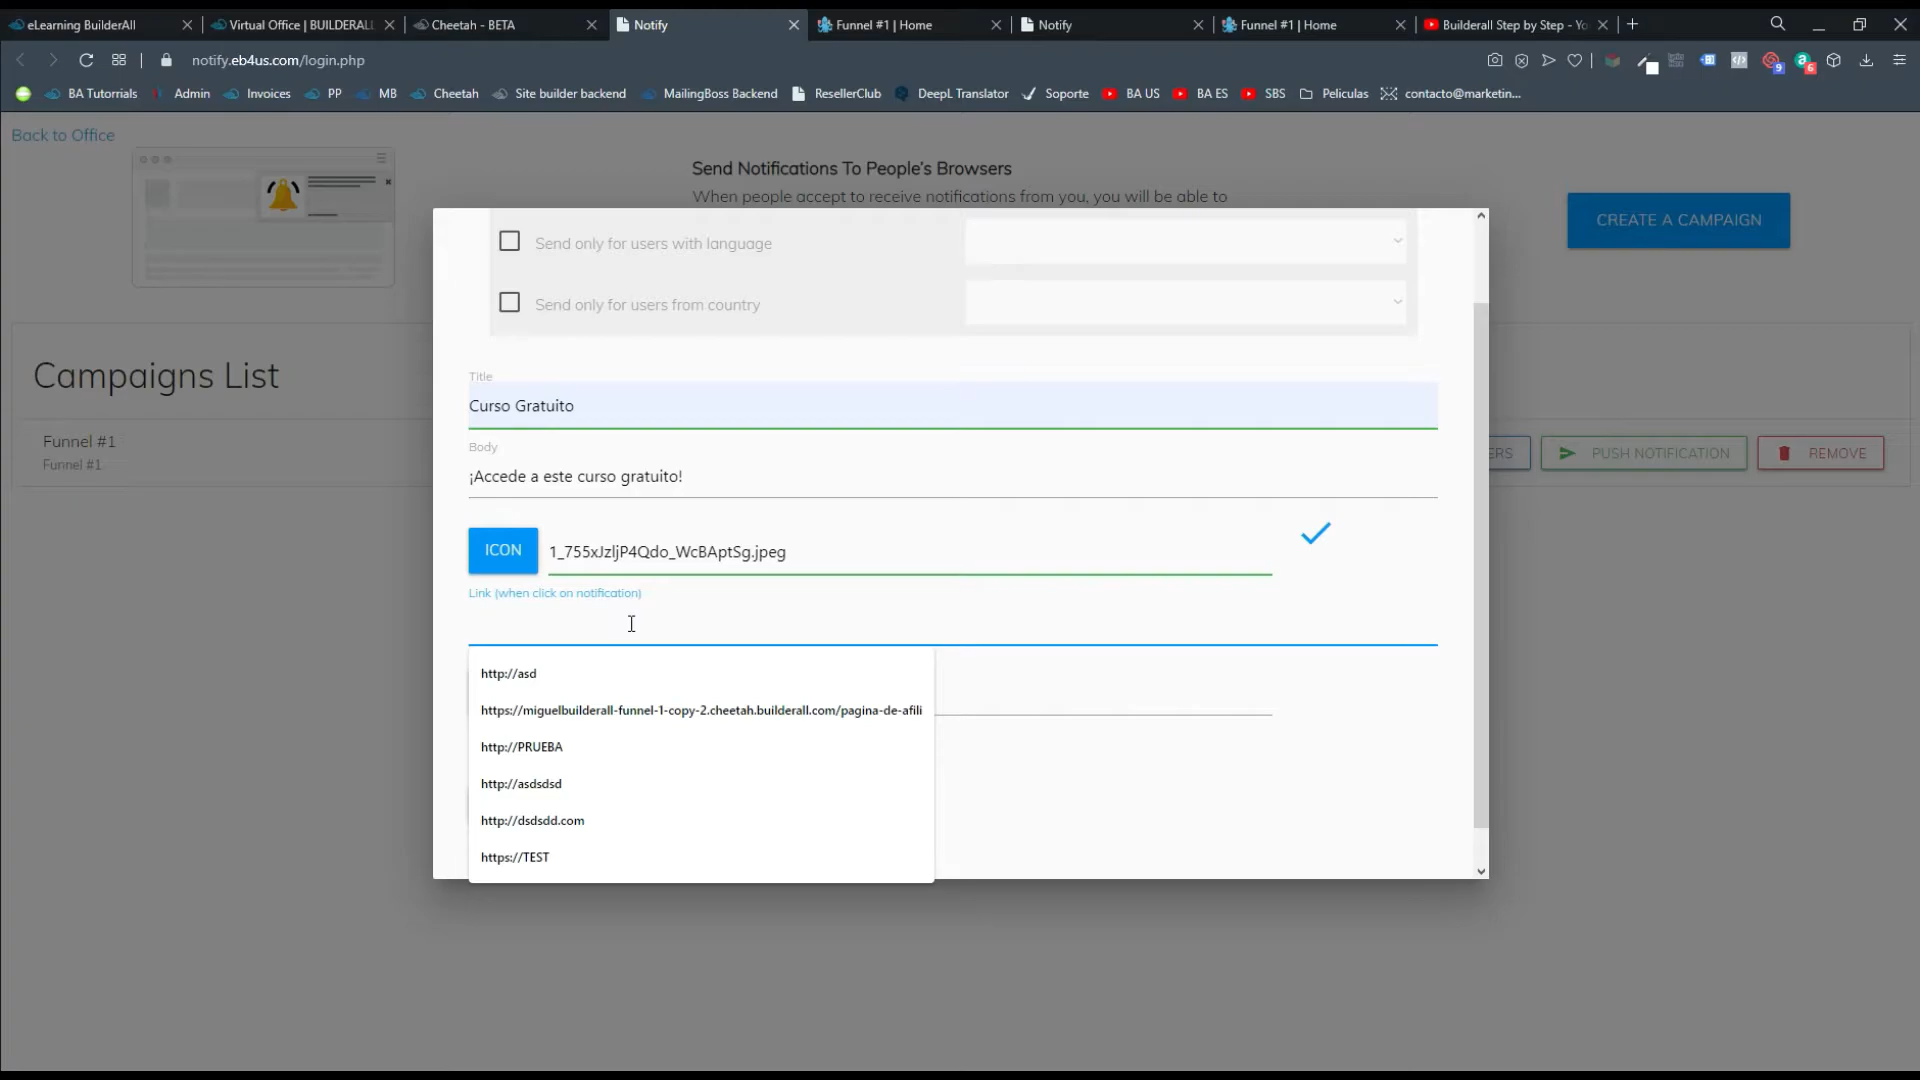 eLearning BuilderAll
Virtual Office | BUILDERALL
Cheetah - BETA
Notify
Funnel #1 | Home
Notify
Funnel #1 | Home
Builderall Step by Step - Yo
notify.eb4us.com/login.php
9
6
BA Tutorrials
Admin
Invoices
PP
MB
Cheetah
Site builder backend
MailingBoss Backend
ResellerClub
DeepL Translator
Soporte
BA US
BA ES
SBS
Peliculas
contacto@marketin...
Back to Office
Send Notifications To People's Browsers
When people accept to receive notifications from you, you will be able to
CREATE A CAMPAIGN
Send only for users with language
Send only for users from country
Campaigns List
Title
Curso Gratuito
Funnel #1
Funnel #1
Body
¡Accede a este curso gratuito!
ERS
PUSH NOTIFICATION
REMOVE
ICON
1_755xJzljP4Qdo_WcBAptSg.jpeg
Link (when click on notification)
http://asd
https://miguelbuilderall-funnel-1-copy-2.cheetah.builderall.com/pagina-de-afili
http://PRUEBA
http://asdsdsd
http://dsdsdd.com
https://TEST